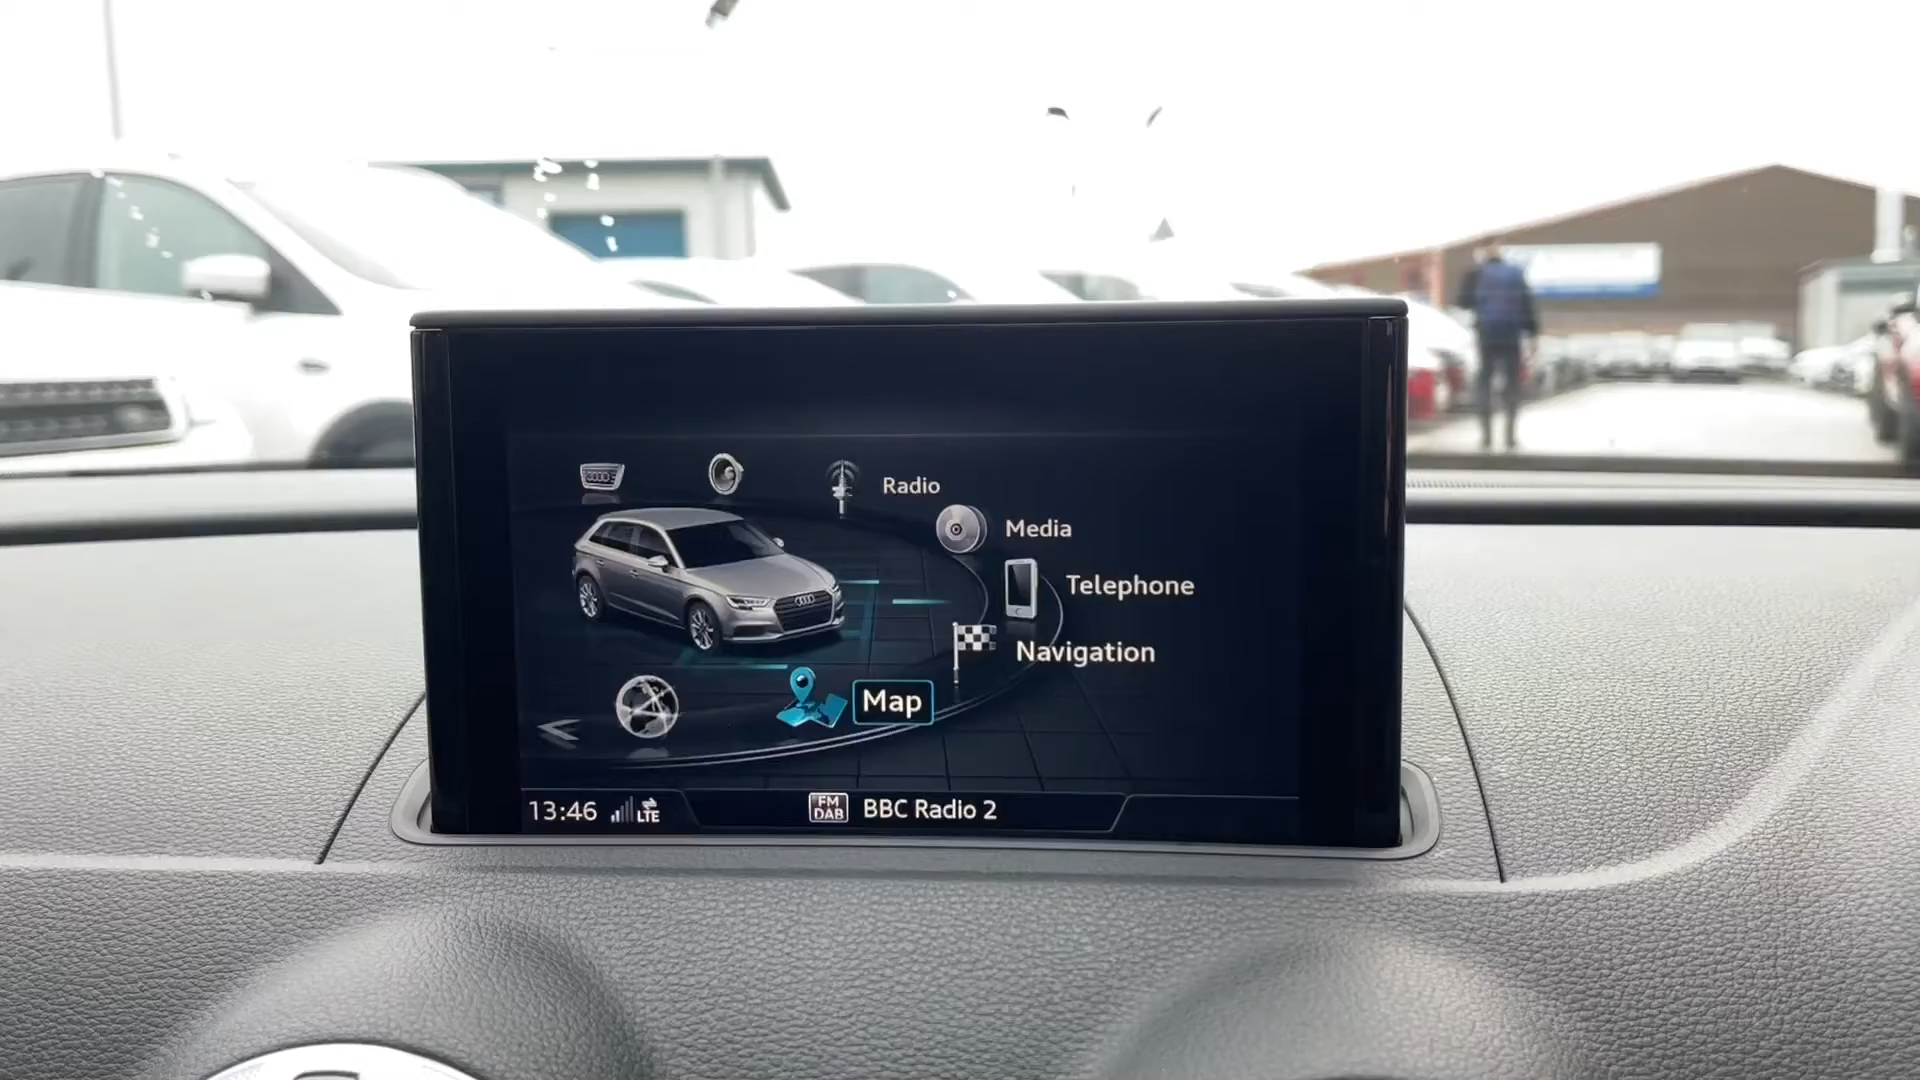 Radio
Media
Telephone
Navigation
Map
13:46
LTE
FM
DAB
BBC Radio 2